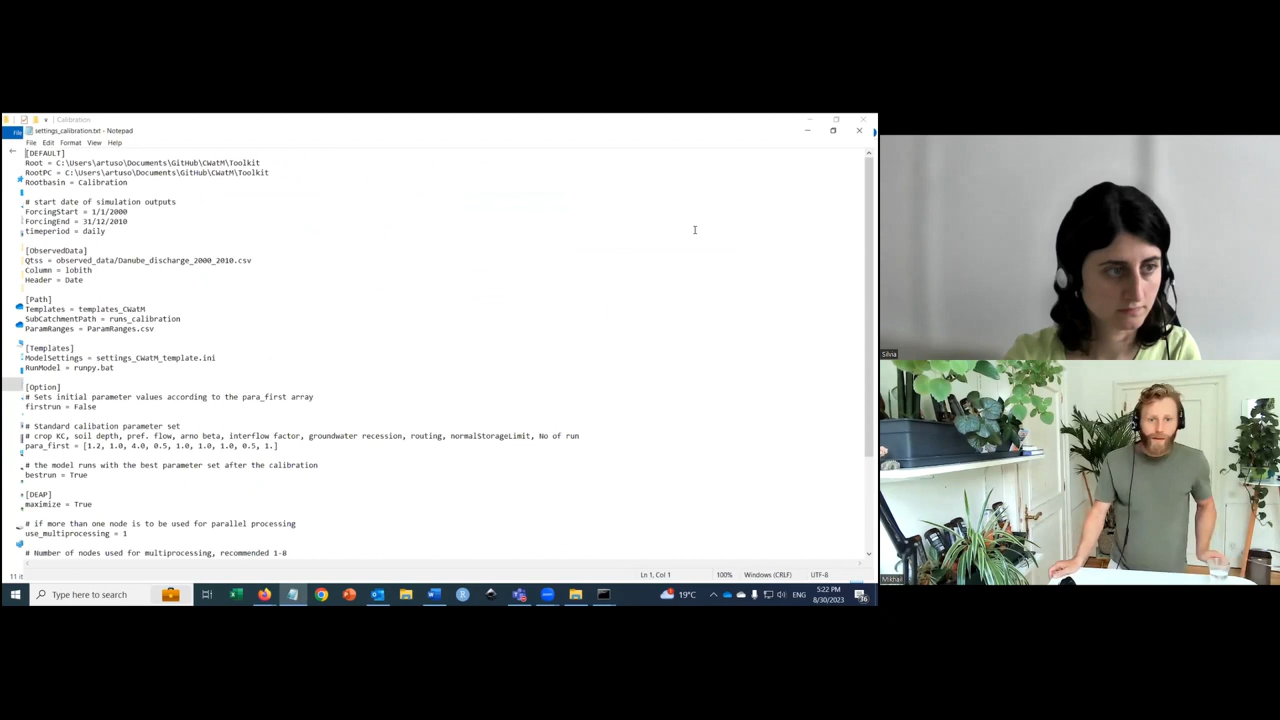 Calibration
File
settings_calibration.txt - Notepad
File Edit Format View Help
[DEFAULT]
Root = C:\Users\artuso\Documents\GitHub\CWatM\Toolkit
RootPC = C:\Users\artuso\Documents\GitHub\CWatM\Toolkit
Rootbasin = Calibration
# start date of simulation outputs
ForcingStart = 1/1/2000
ForcingEnd = 31/12/2010
timeperiod = daily
[ObservedData]
Qtss = observed_data/Danube_discharge_2000_2010.csv
Column = lobith
Header = Date
[Path]
Templates = templates_CWatM
SubCatchmentPath = runs_calibration
ParamRanges = ParamRanges.csv
[Templates]
ModelSettings = settings_CWatM_template.ini
RunModel = runpy.bat
[Option]
# Sets initial parameter values according to the para_first array
firstrun = False
# Standard calibation parameter set
# crop KC, soil depth, pref. flow, arno beta, interflow factor, groundwater recession, routing, normalStorageLimit, No of run
para_first = [1.2, 1.0, 4.0, 0.5, 1.0, 1.0, 1.0, 0.5, 1.]
# the model runs with the best parameter set after the calibration
bestrun = True
[DEAP]
maximize = True
# if more than one node is to be used for parallel processing
use_multiprocessing = 1
# Number of nodes used for multiprocessing, recommended 1-8
11 it
Ln 1, Col 1 100% Windows (CRLF) UTF-8
Type here to search
19°C
ENG
5:22 PM
8/30/2023
36
Silvia
Mikhail